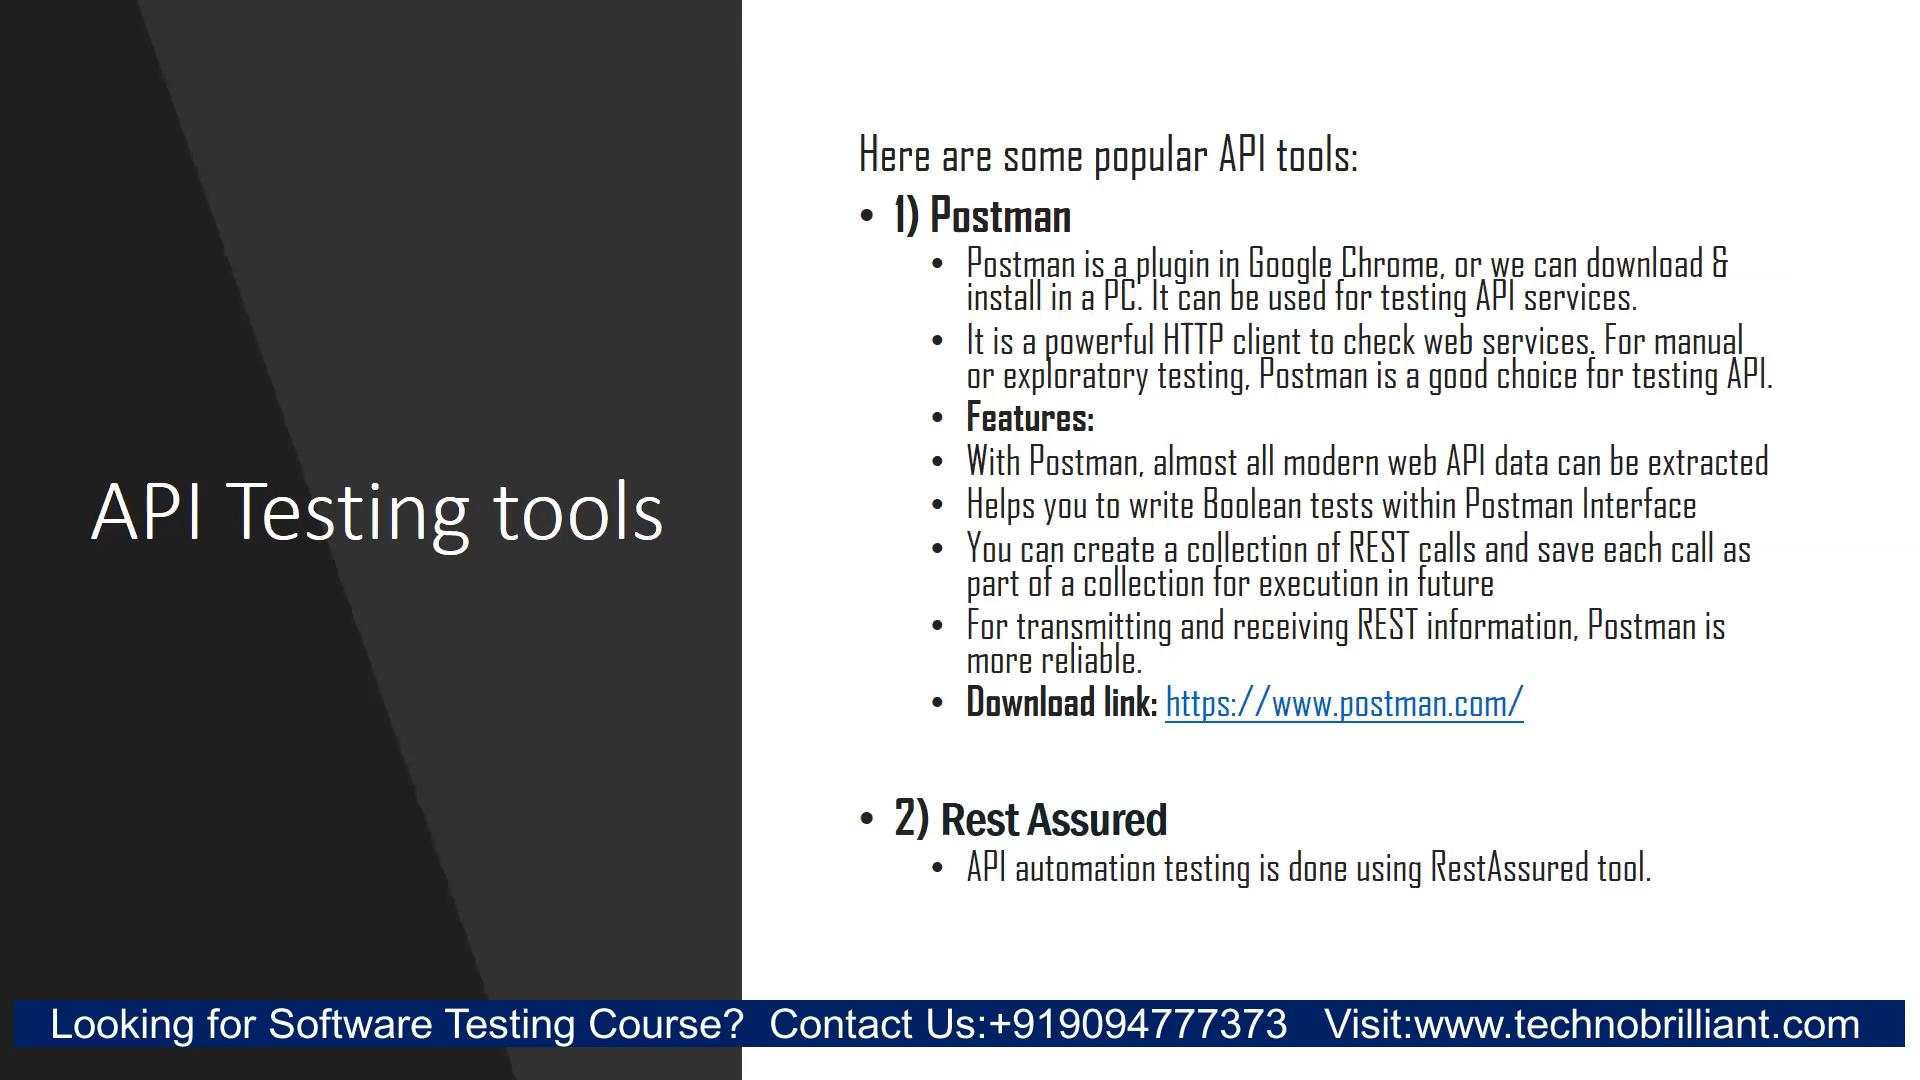 API Testing tools
Here are some popular API tools:
• 1) Postman
• Postman is a plugin in Google Chrome, or we can download &
install in a PC. It can be used for testing API services.
• It is a powerful HTTP client to check web services. For manual
or exploratory testing, Postman is a good choice for testing API.
• Features:
• With Postman, almost all modern web API data can be extracted
• Helps you to write Boolean tests within Postman Interface
• You can create a collection of REST calls and save each call as
part of a collection for execution in future
• For transmitting and receiving REST information, Postman is
more reliable.
• Download link: https://www.postman.com/
• 2) Rest Assured
• API automation testing is done using RestAssured tool.
Looking for Software Testing Course? Contact Us:+919094777373 Visit:www.technobrilliant.com